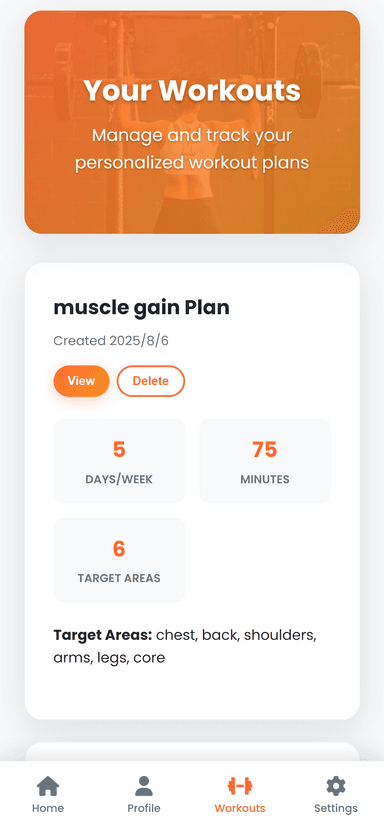 Your Workouts
Manage and track your
personalized workout plans
muscle gain Plan
Created 2025/8/6
View
Delete
5
DAYS/WEEK
75
MINUTES
6
TARGET AREAS
Target Areas: chest, back, shoulders,
arms, legs, core
Home
Profile
Workouts
Settings